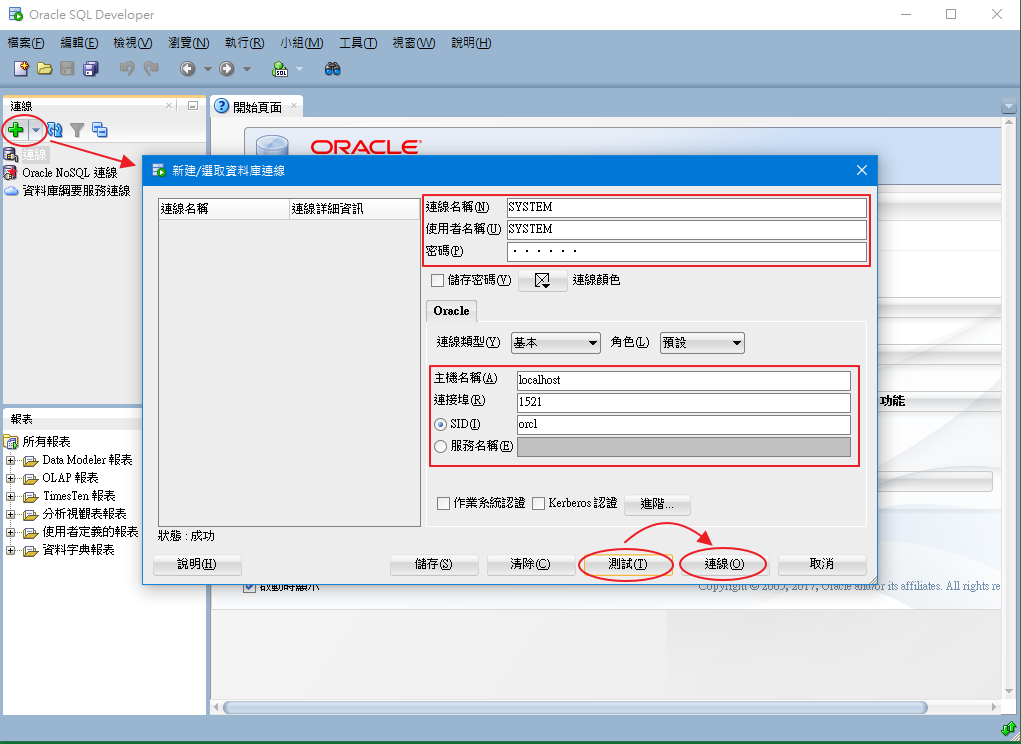 Oracle SQL Developer
檔案(F) 編輯(E) 檢視(V) 瀏覽(N) 執行(R) 小組(M) 工具(T) 視窗(W) 說明(H)
SQL
連線
開始頁面
ORACLE
連線
Oracle NoSQL 連線
資料庫綱要服務連線
新建/選取資料庫連線
連線名稱 連線詳細資訊
連線名稱(N) SYSTEM
使用者名稱(U) SYSTEM
密碼(P) ······
儲存密碼(V) 連線顏色
Oracle
連線類型(Y) 基本 角色(L) 預設
主機名稱(A) localhost
連接埠(R) 1521
SID(I) orcl
服務名稱(E)
作業系統認證 Kerberos 認證 進階...
狀態 : 成功
說明(H) 儲存(S) 清除(C) 測試(T) 連線(O) 取消
功能
報表
所有報表
Data Modeler 報表
OLAP 報表
TimesTen 報表
分析視觀表報表
使用者定義的報表
資料字典報表
啟動時顯示
Copyright © 2005, 2017, Oracle and/or its affiliates. All rights re